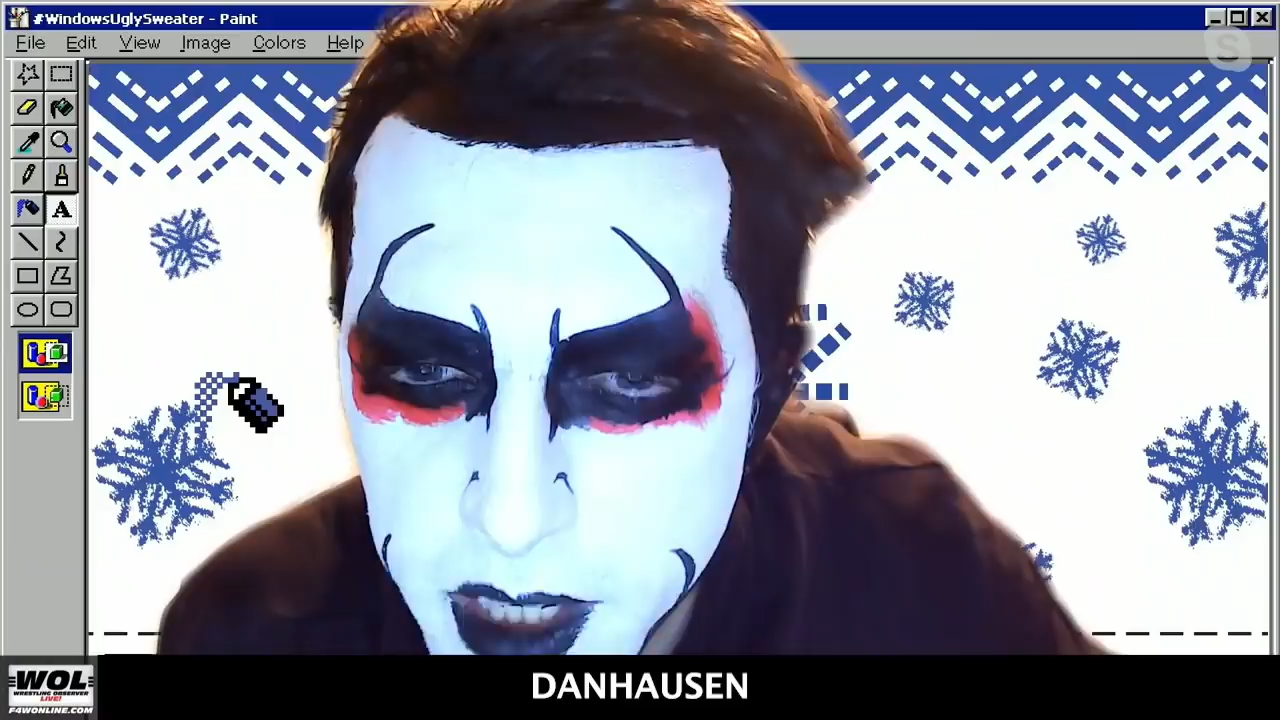 #WindowsUglySweater - Paint
File Edit View Image Colors Help
S
A
WOL
WRESTLING OBSERVER
LIVE!
F4WONLINE.COM
DANHAUSEN